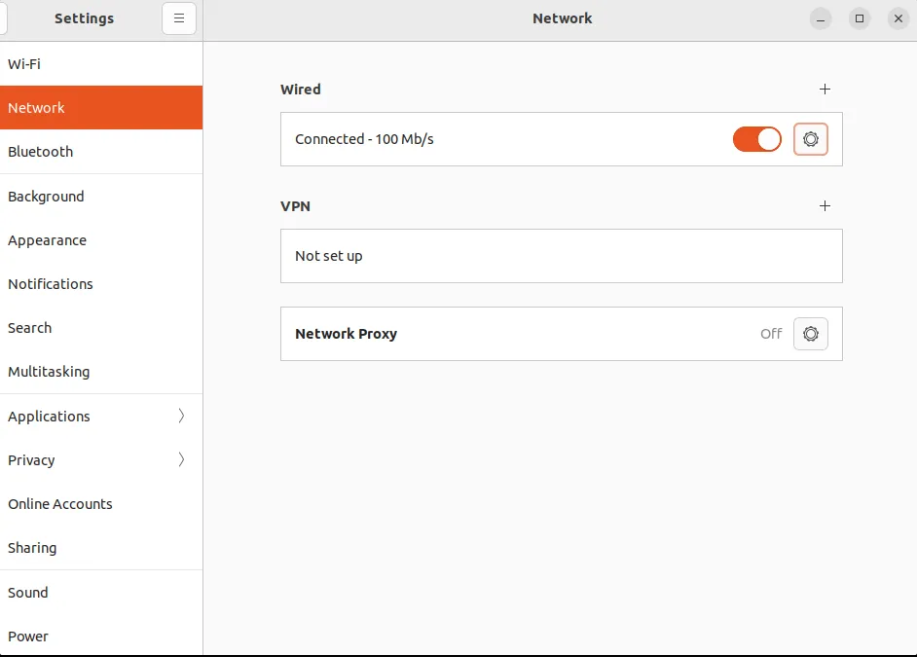 Settings
Network
Wi-Fi
Network
Bluetooth
Background
Appearance
Notifications
Search
Multitasking
Applications
Privacy
Online Accounts
Sharing
Sound
Power
Wired
Connected - 100 Mb/s
VPN
Not set up
Network Proxy Off